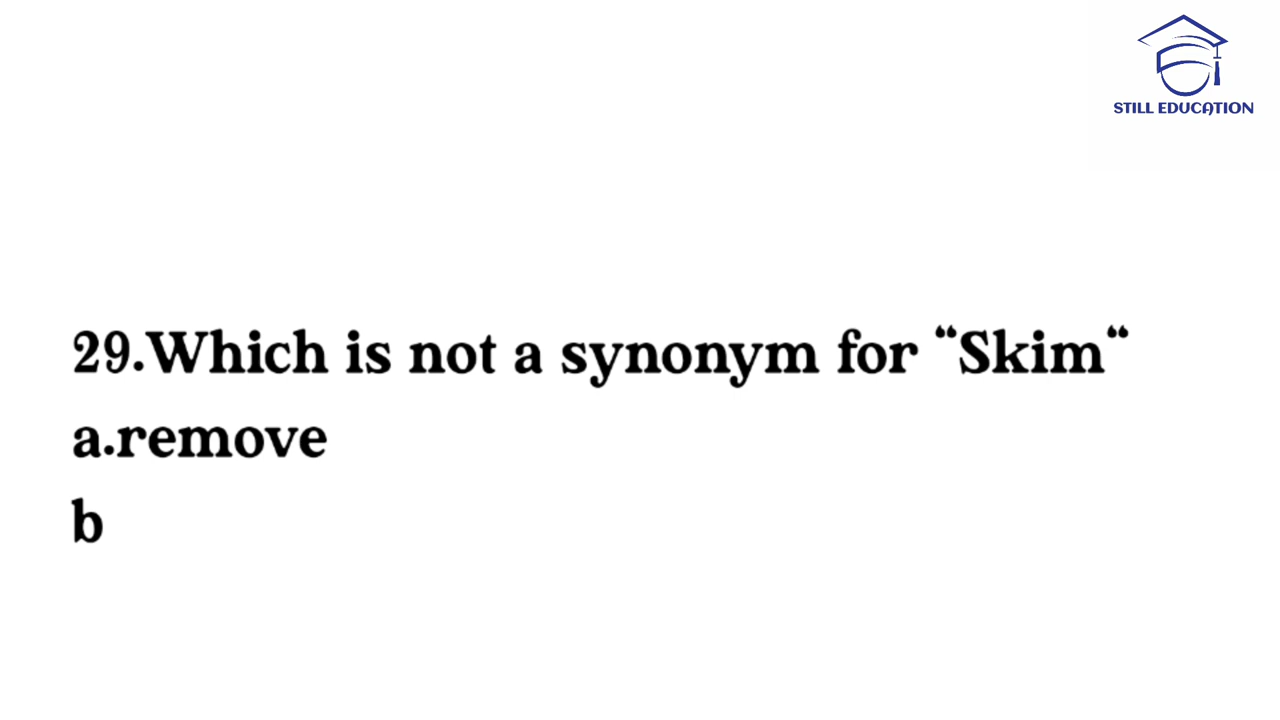 STILL EDUCATION
29.Which is not a synonym for “Skim“
a.remove
b